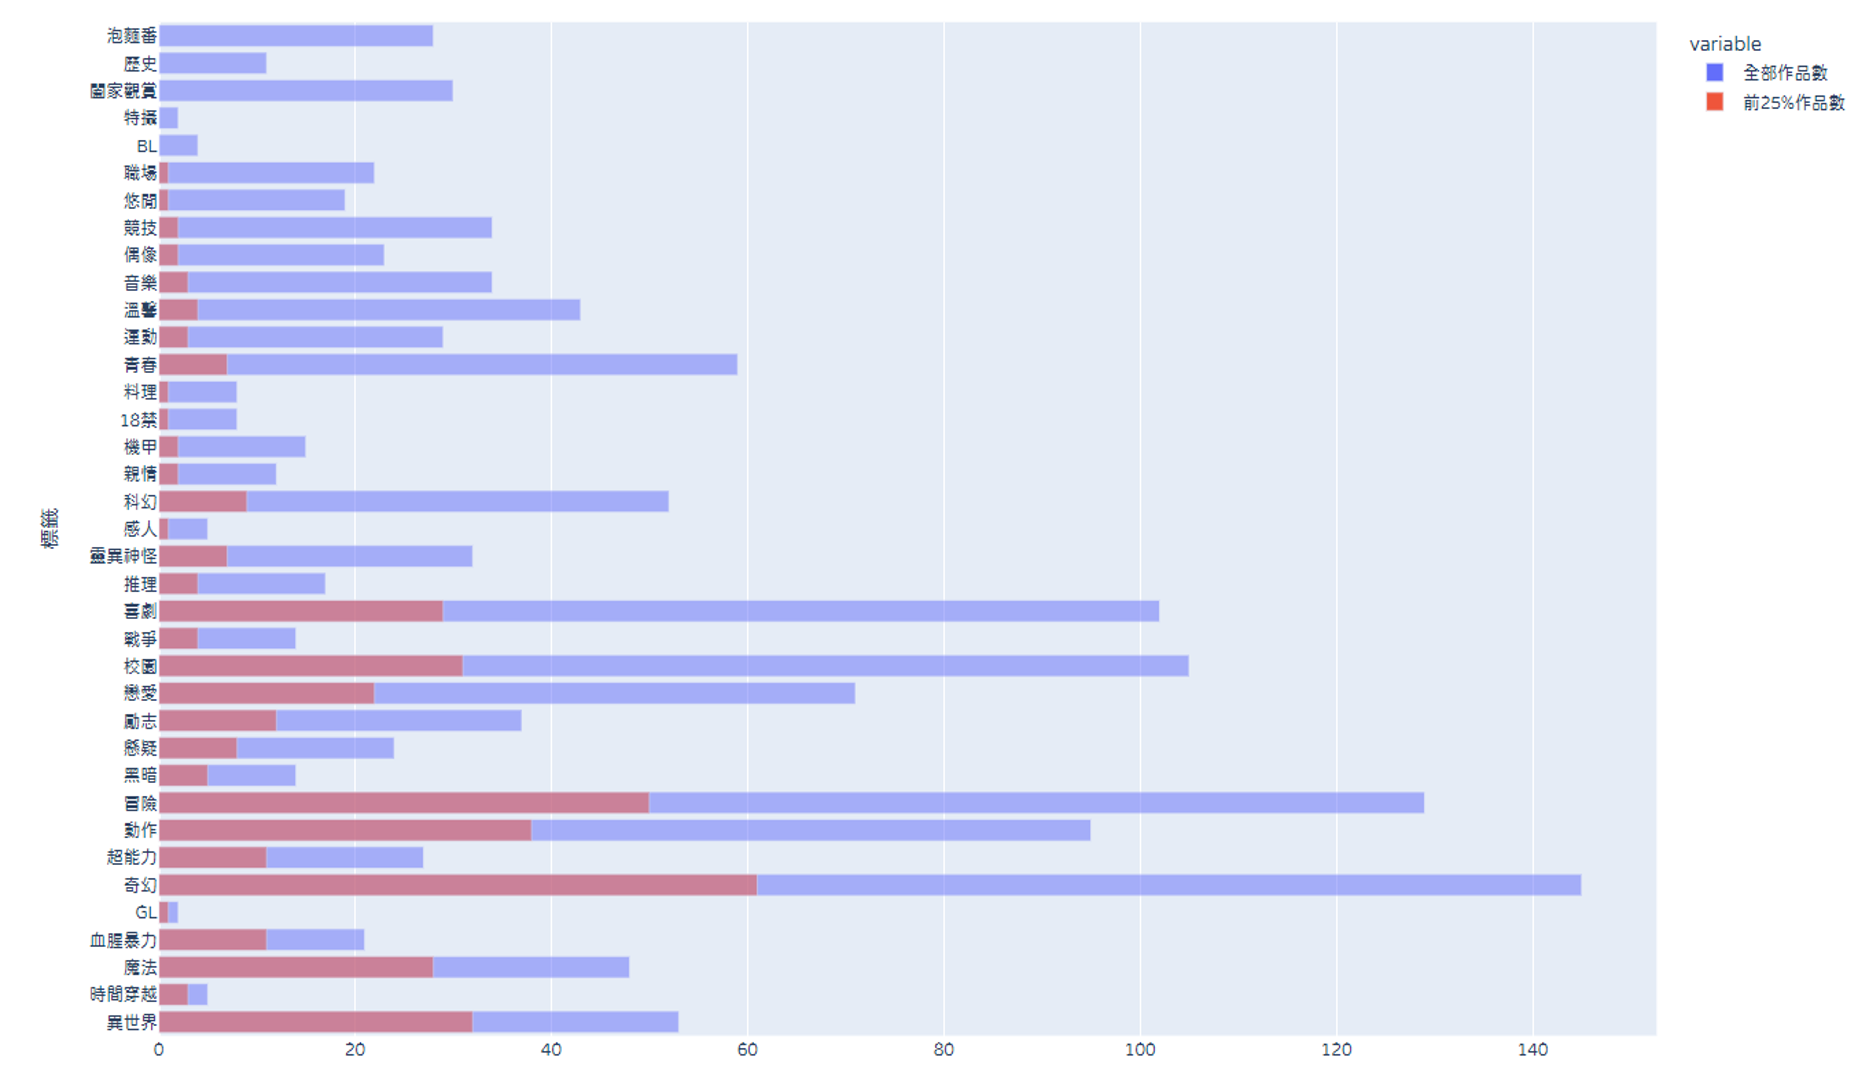 variable
全部作品數
前25%作品數
標籤
泡麵番
歷史
闔家觀賞
特攝
BL
職場
悠閒
競技
偶像
音樂
溫馨
運動
青春
料理
18禁
機甲
親情
科幻
感人
靈異神怪
推理
喜劇
戰爭
校園
戀愛
勵志
懸疑
黑暗
冒險
動作
超能力
奇幻
GL
血腥暴力
魔法
時間穿越
異世界
0 20 40 60 80 100 120 140